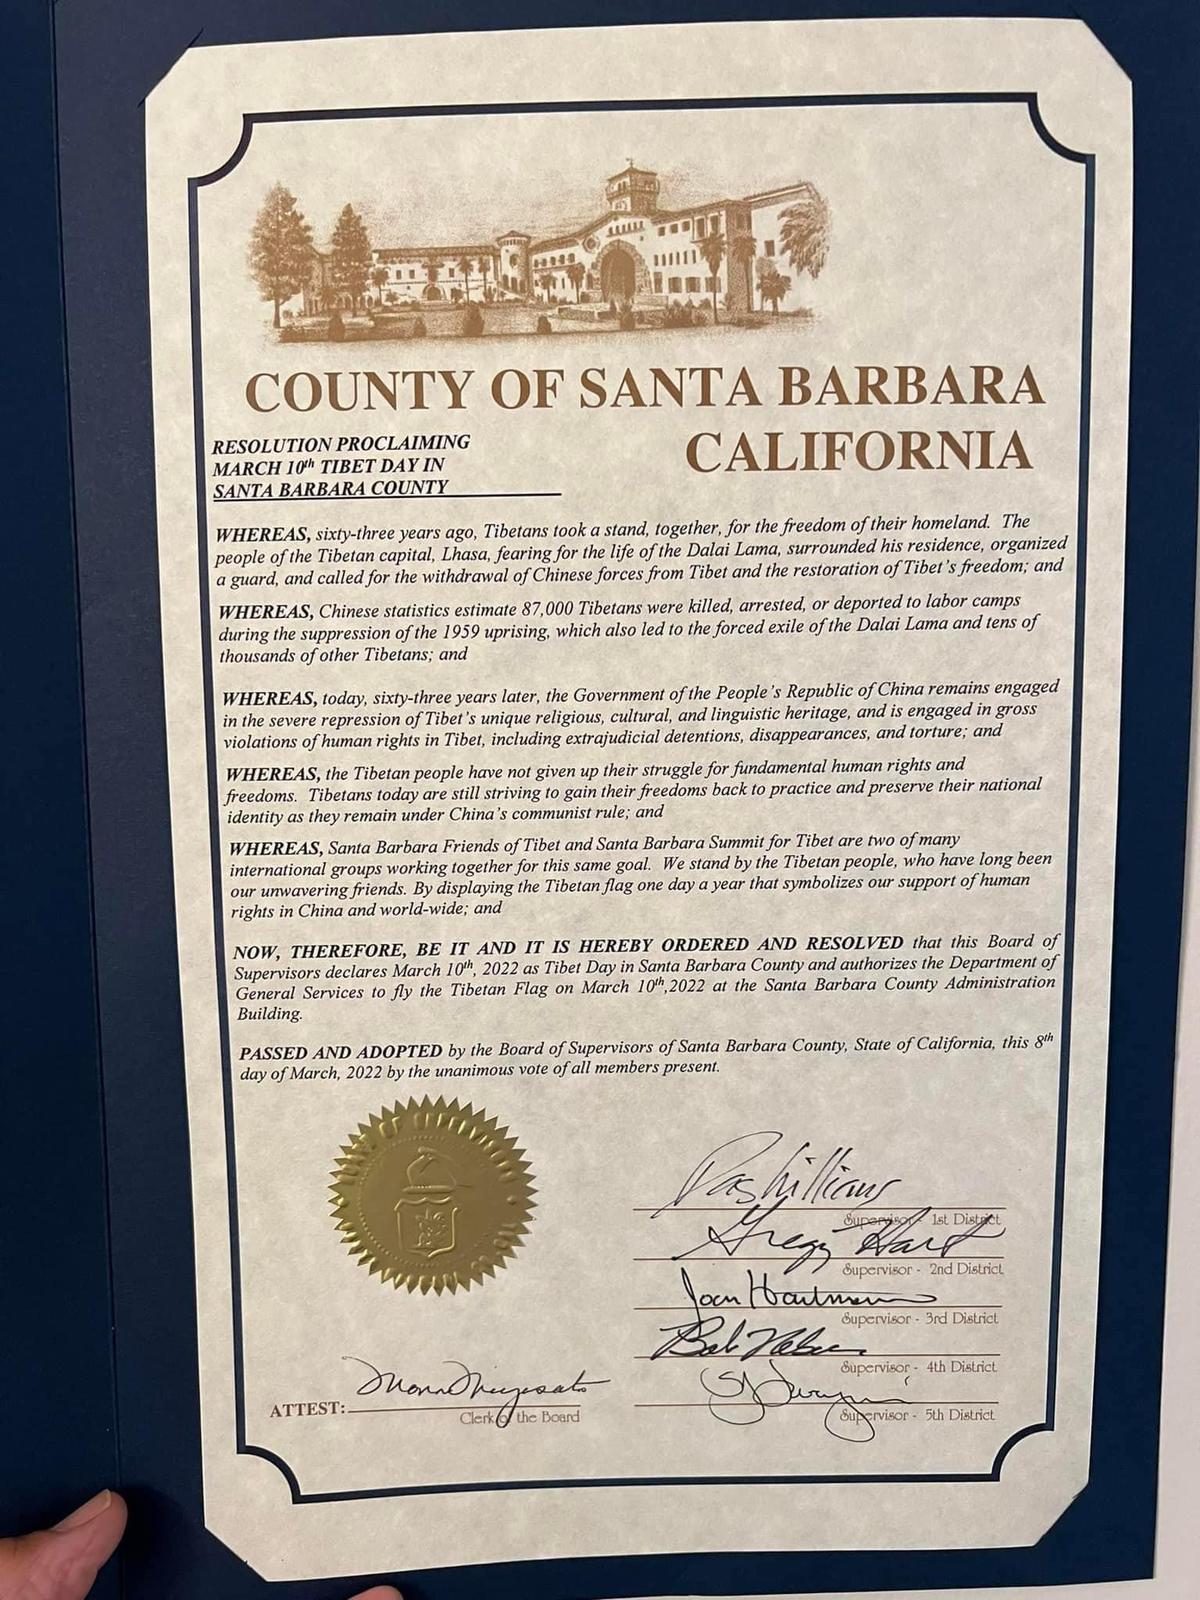 COUNTY OF SANTA BARBARA
CALIFORNIA
RESOLUTION PROCLAIMING
MARCH 10th TIBET DAY IN
SANTA BARBARA COUNTY
WHEREAS, sixty-three years ago, Tibetans took a stand, together, for the freedom of their homeland. The
people of the Tibetan capital, Lhasa, fearing for the life of the Dalai Lama, surrounded his residence, organized
a guard, and called for the withdrawal of Chinese forces from Tibet and the restoration of Tibet's freedom; and
WHEREAS, Chinese statistics estimate 87,000 Tibetans were killed, arrested, or deported to labor camps
during the suppression of the 1959 uprising, which also led to the forced exile of the Dalai Lama and tens of
thousands of other Tibetans; and
WHEREAS, today, sixty-three years later, the Government of the People's Republic of China remains engaged
in the severe repression of Tibet's unique religious, cultural, and linguistic heritage, and is engaged in gross
violations of human rights in Tibet, including extrajudicial detentions, disappearances, and torture; and
WHEREAS, the Tibetan people have not given up their struggle for fundamental human rights and
freedoms. Tibetans today are still striving to gain their freedoms back to practice and preserve their national
identity as they remain under China's communist rule; and
WHEREAS, Santa Barbara Friends of Tibet and Santa Barbara Summit for Tibet are two of many
international groups working together for this same goal. We stand by the Tibetan people, who have long been
our unwavering friends. By displaying the Tibetan flag one day a year that symbolizes our support of human
rights in China and world-wide; and
NOW, THEREFORE, BE IT AND IT IS HEREBY ORDERED AND RESOLVED that this Board of
Supervisors declares March 10th, 2022 as Tibet Day in Santa Barbara County and authorizes the Department of
General Services to fly the Tibetan Flag on March 10th,2022 at the Santa Barbara County Administration
Building.
PASSED AND ADOPTED by the Board of Supervisors of Santa Barbara County, State of California, this 8th
day of March, 2022 by the unanimous vote of all members present.
Das Williams
Supervisor - 1st District
Gregg Hart
Supervisor - 2nd District
Joan Hartmann
Supervisor - 3rd District
Bob Nelson
Supervisor - 4th District
Supervisor - 5th District
ATTEST:
Clerk of the Board